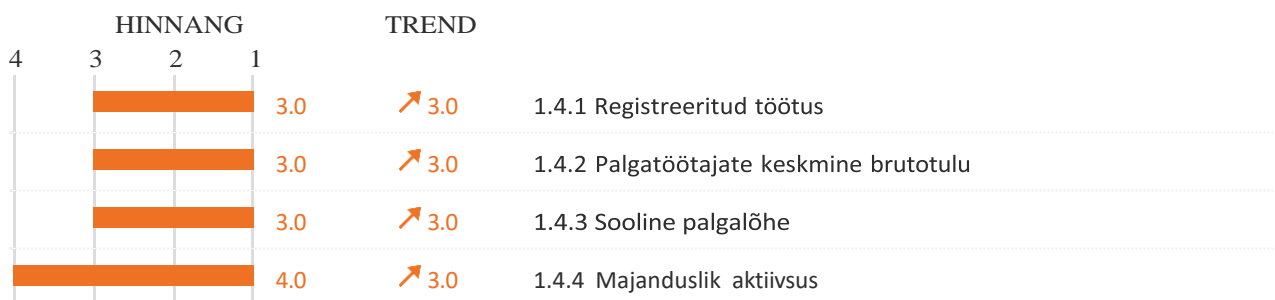 HINNANG TREND
4 3 2 1
3.0 3.0 1.4.1 Registreeritud töötus
3.0 3.0 1.4.2 Palgatöötajate keskmine brutotulu
3.0 3.0 1.4.3 Sooline palgalõhe
4.0 3.0 1.4.4 Majanduslik aktiivsus